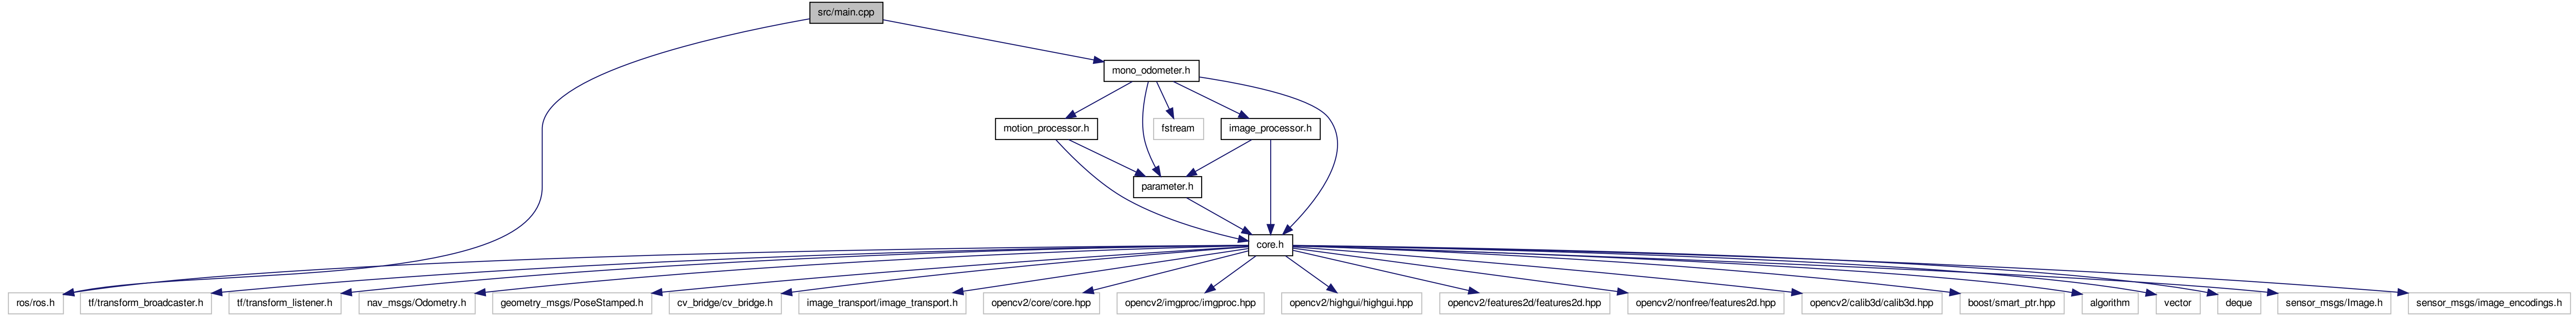 src/main.cpp
mono_odometer.h
motion_processor.h
fstream
image_processor.h
parameter.h
core.h
ros/ros.h
tf/transform_broadcaster.h
tf/transform_listener.h
nav_msgs/Odometry.h
geometry_msgs/PoseStamped.h
cv_bridge/cv_bridge.h
image_transport/image_transport.h
opencv2/core/core.hpp
opencv2/imgproc/imgproc.hpp
opencv2/highgui/highgui.hpp
opencv2/features2d/features2d.hpp
opencv2/nonfree/features2d.hpp
opencv2/calib3d/calib3d.hpp
boost/smart_ptr.hpp
algorithm
vector
deque
sensor_msgs/Image.h
sensor_msgs/image_encodings.h